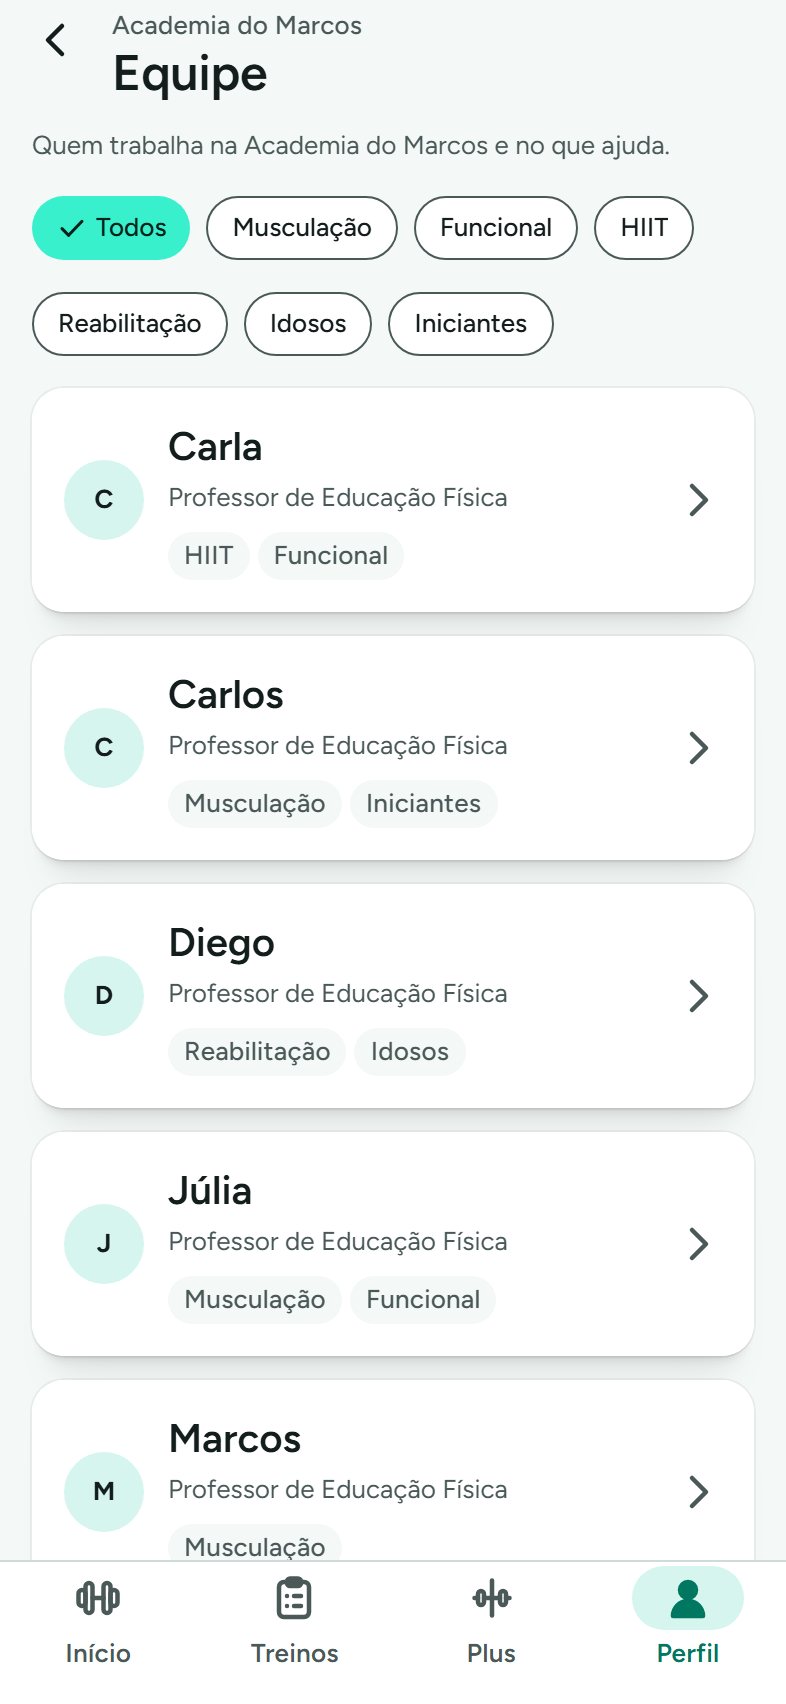 Academia do Marcos
Equipe
Quem trabalha na Academia do Marcos e no que ajuda.
Todos Musculação Funcional HIIT
Reabilitação Idosos Iniciantes
Carla
C
Professor de Educação Física
HIIT Funcional
Carlos
C
Professor de Educação Física
Musculação Iniciantes
Diego
D
Professor de Educação Física
Reabilitação Idosos
Júlia
J
Professor de Educação Física
Musculação Funcional
Marcos
M
Professor de Educação Física
Musculação
Início Treinos Plus Perfil